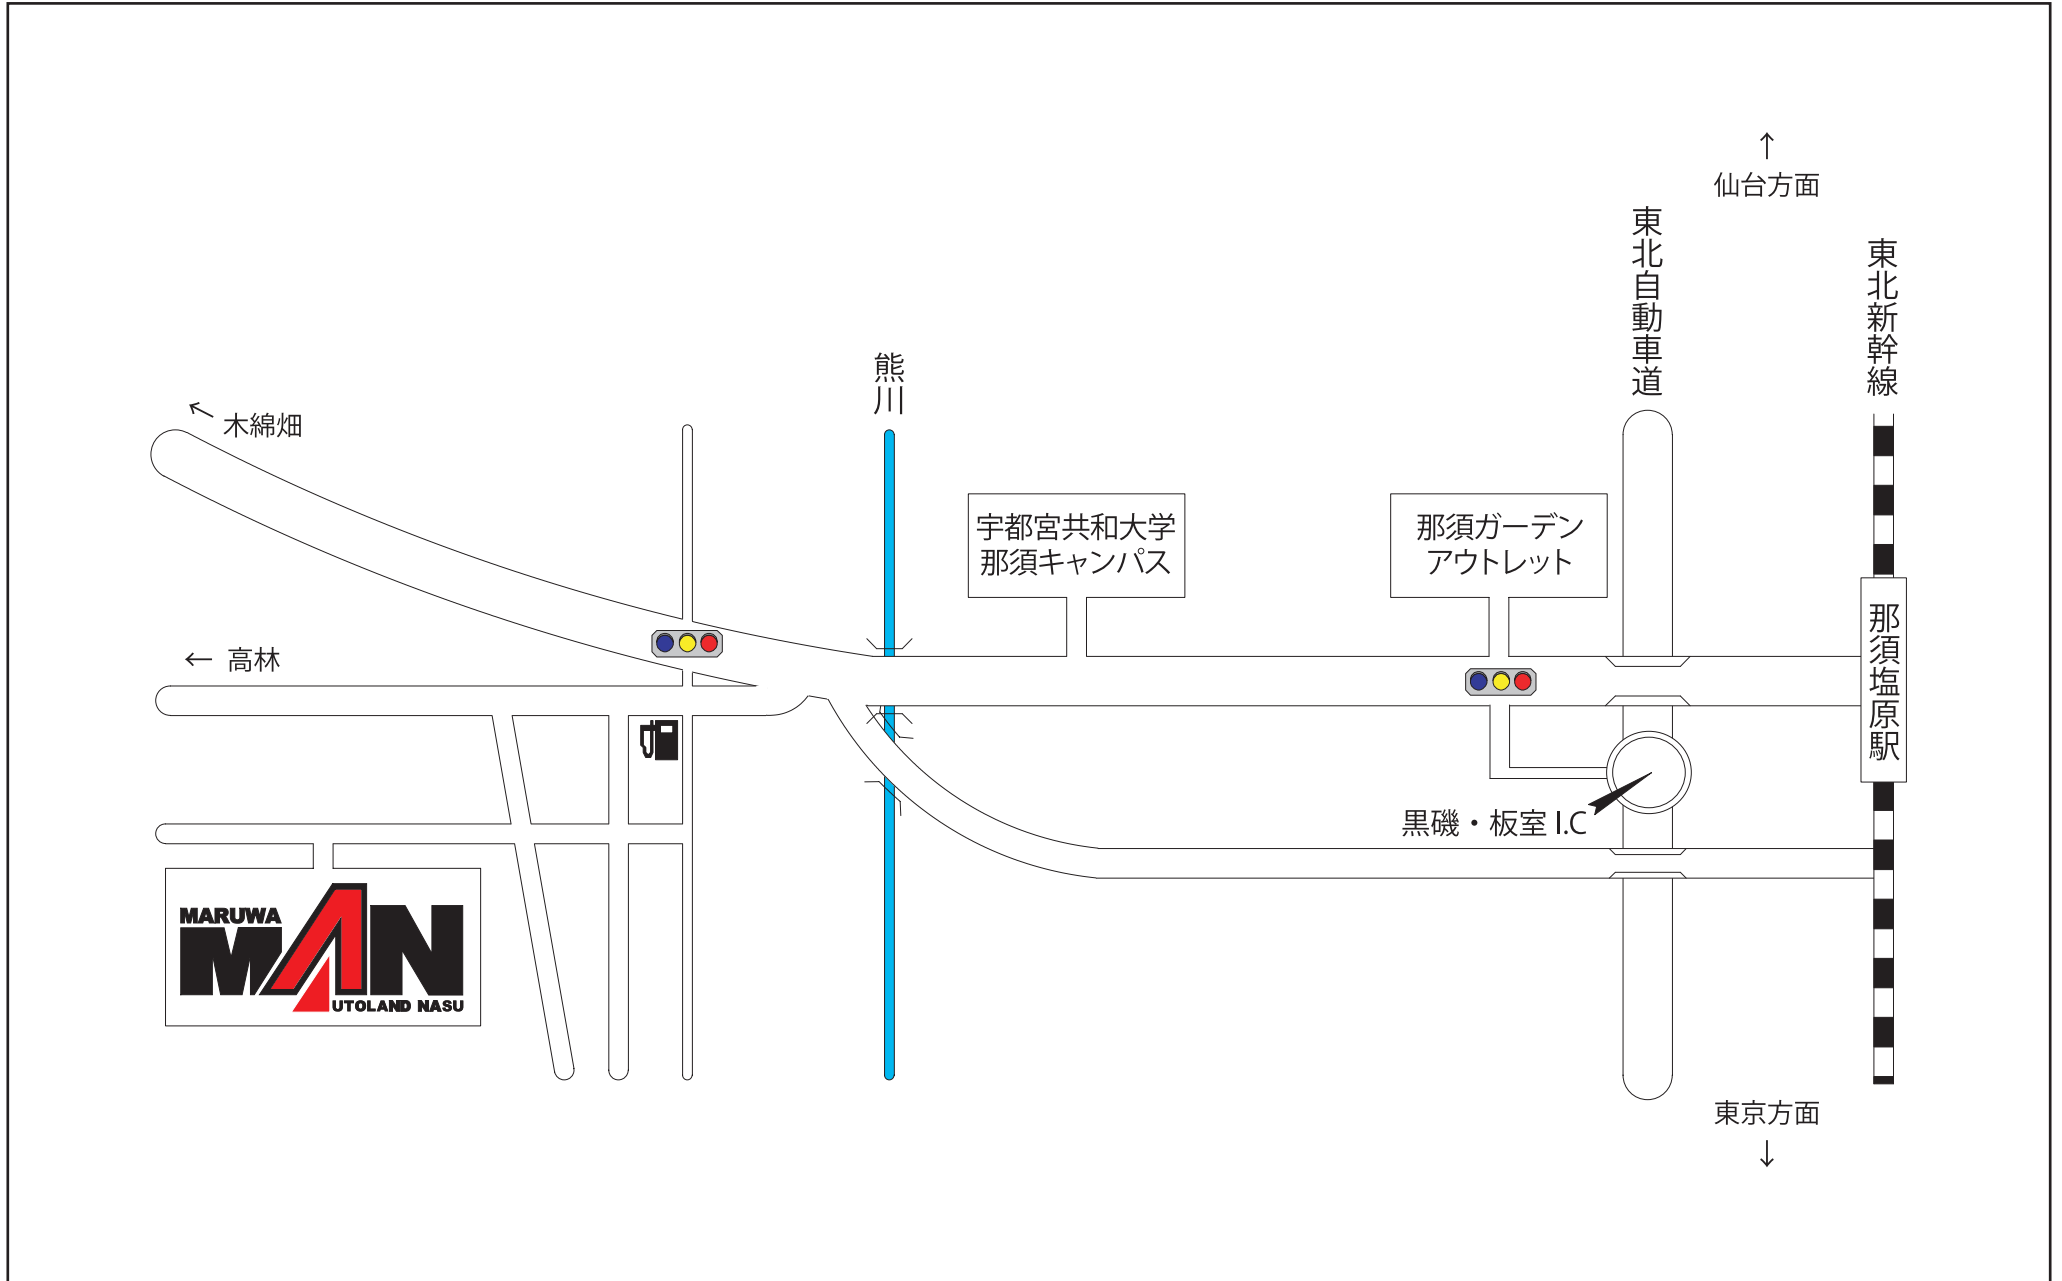 ↑
仙台方面
東北自動車道
東北新幹線
熊川
← 木綿畑
宇都宮共和大学
那須キャンパス
那須ガーデン
アウトレット
← 高林
那須塩原駅
黒磯・板室 I.C
MARUWA
MAN
UTOLAND NASU
東京方面
↓